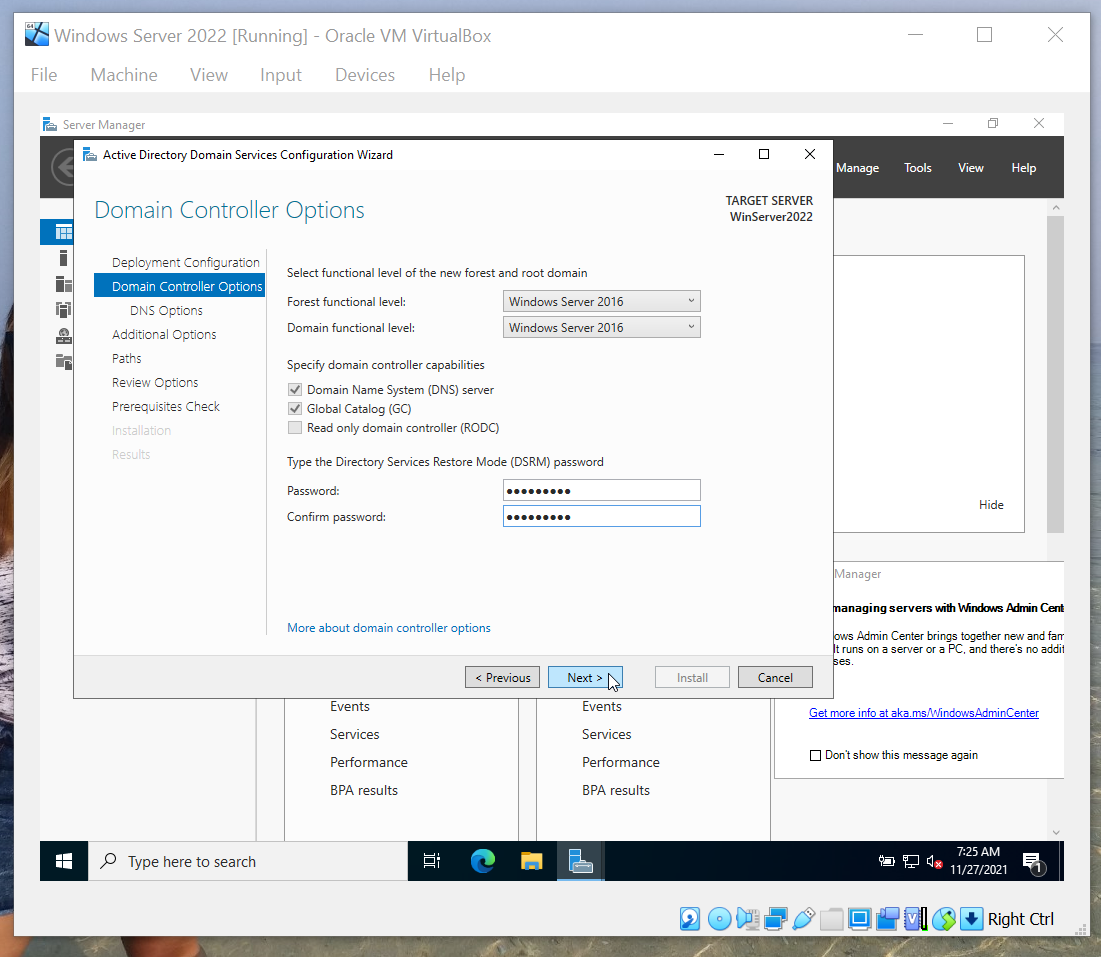 Windows Server 2022 [Running] - Oracle VM VirtualBox
File Machine View Input Devices Help
Server Manager
Manage Tools View Help
Active Directory Domain Services Configuration Wizard
Domain Controller Options
TARGET SERVER
WinServer2022
Deployment Configuration
Domain Controller Options
DNS Options
Additional Options
Paths
Review Options
Prerequisites Check
Installation
Results
Select functional level of the new forest and root domain
Forest functional level: Windows Server 2016
Domain functional level: Windows Server 2016
Specify domain controller capabilities
Domain Name System (DNS) server
Global Catalog (GC)
Read only domain controller (RODC)
Type the Directory Services Restore Mode (DSRM) password
Password: ●●●●●●●●●
Confirm password: ●●●●●●●●●
More about domain controller options
< Previous Next > Install Cancel
Hide
Manager
managing servers with Windows Admin Cent
ows Admin Center brings together new and fam
It runs on a server or a PC, and there's no addit
ses.
Get more info at aka.ms/WindowsAdminCenter
Don't show this message again
Events
Services
Performance
BPA results
Events
Services
Performance
BPA results
Type here to search
7:25 AM
11/27/2021
1
Right Ctrl